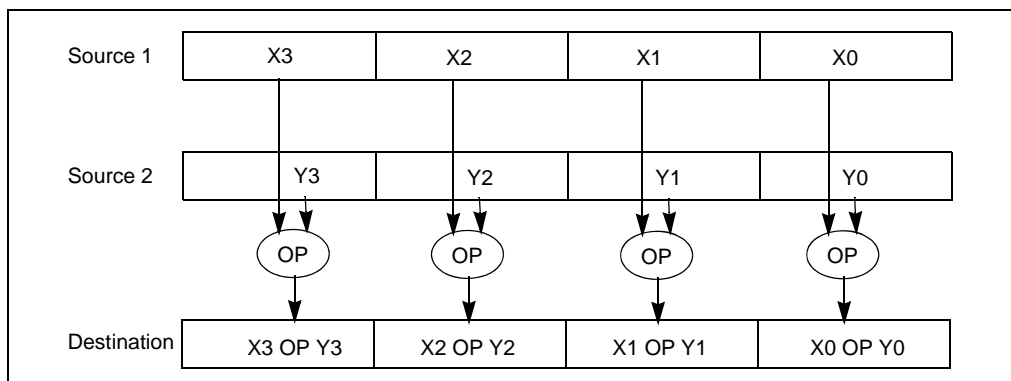 Source 1 X3 X2 X1 X0
Source 2 Y3 Y2 Y1 Y0
OP OP OP OP
Destination X3 OP Y3 X2 OP Y2 X1 OP Y1 X0 OP Y0